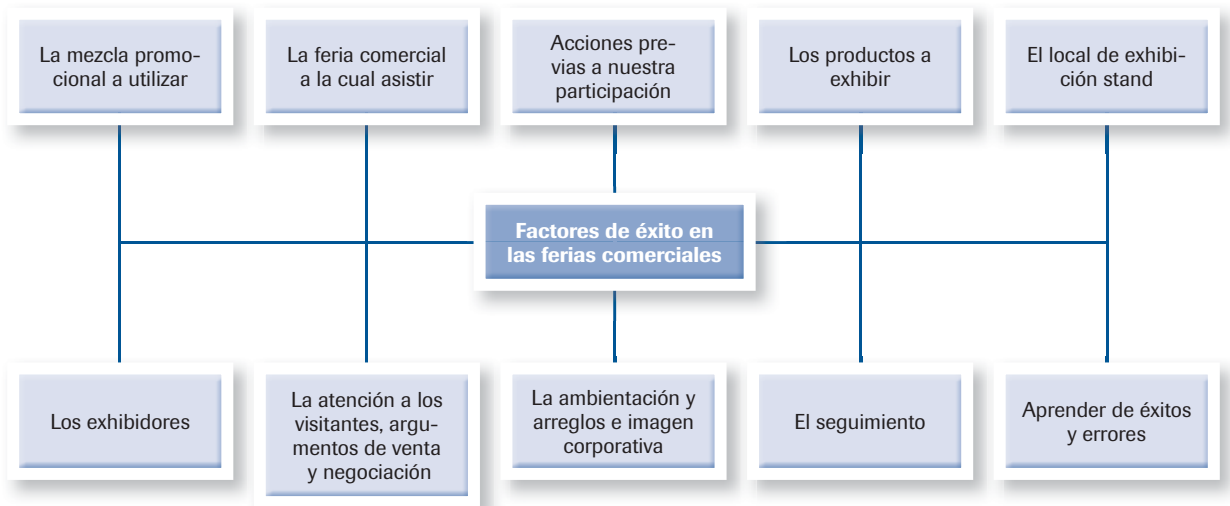 La mezcla promo-
cional a utilizar
La feria comercial
a la cual asistir
Acciones pre-
vias a nuestra
participación
Los productos a
exhibir
El local de exhibi-
ción stand
Factores de éxito en
las ferias comerciales
Los exhibidores
La atención a los
visitantes, argu-
mentos de venta
y negociación
La ambientación y
arreglos e imagen
corporativa
El seguimiento
Aprender de éxitos
y errores